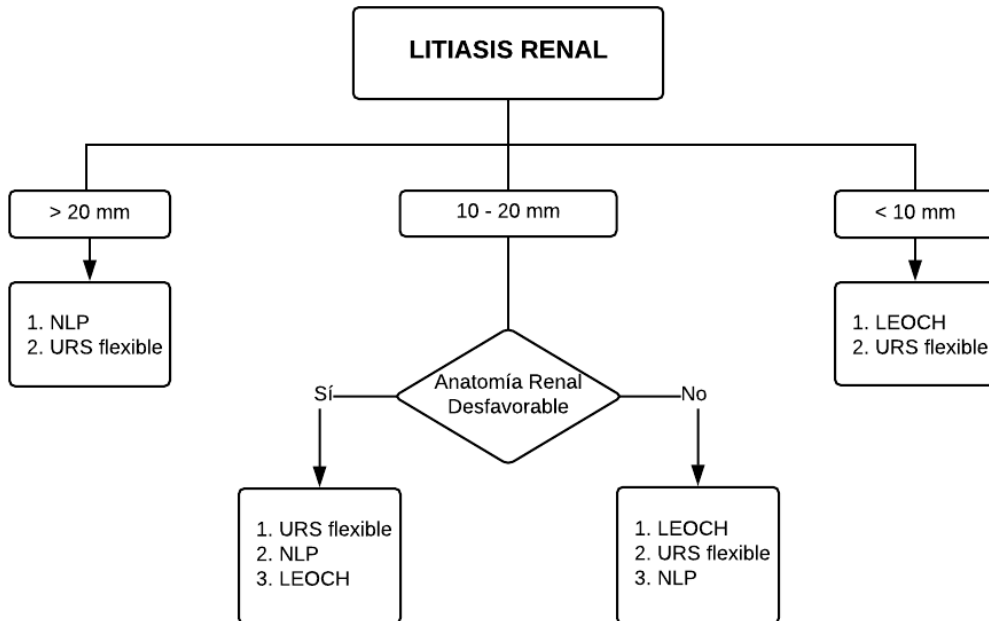 LITIASIS RENAL
> 20 mm
10 - 20 mm
< 10 mm
1. NLP
2. URS flexible
1. LEOCH
2. URS flexible
Anatomía Renal
Desfavorable
Sí
No
1. URS flexible
2. NLP
3. LEOCH
1. LEOCH
2. URS flexible
3. NLP